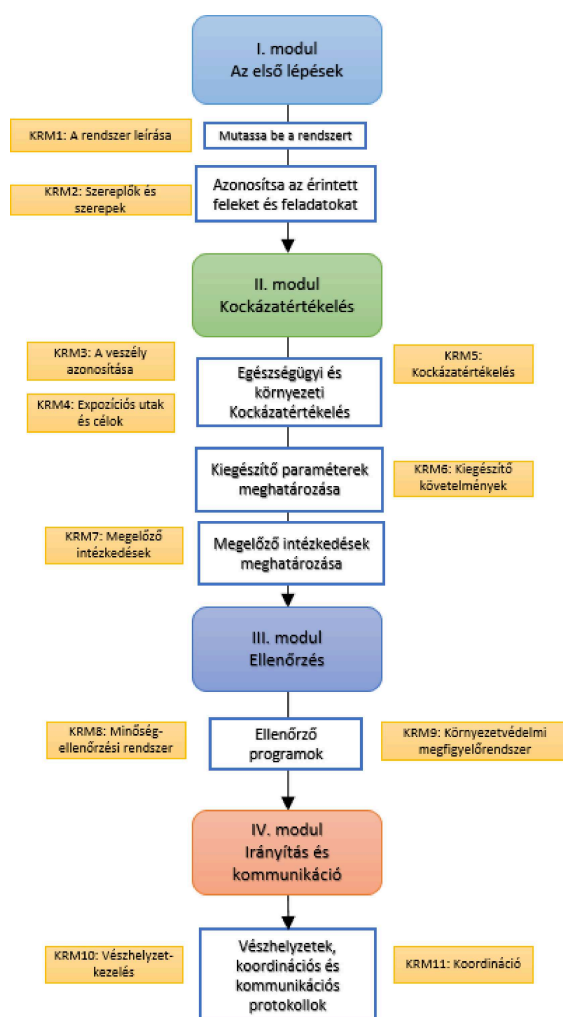 I. modul
Az első lépések
KRM1: A rendszer leírása
Mutassa be a rendszert
KRM2: Szereplők és
szerepek
Azonosítsa az érintett
feleket és feladatokat
II. modul
Kockázatértékelés
KRM3: A veszély
azonosítása
KRM4: Expozíciós utak
és célok
Egészségügyi és
környezeti
Kockázatértékelés
KRM5:
Kockázatértékelés
Kiegészítő paraméterek
meghatározása
KRM6: Kiegészítő
követelmények
KRM7: Megelőző
intézkedések
Megelőző intézkedések
meghatározása
III. modul
Ellenőrzés
KRM8: Minőség-
ellenőrzési rendszer
Ellenőrző
programok
KRM9: Környezetvédelmi
megfigyelőrendszer
IV. modul
Irányítás és
kommunikáció
KRM10: Vészhelyzet-
kezelés
Vészhelyzetek,
koordinációs és
kommunikációs
protokollok
KRM11: Koordináció